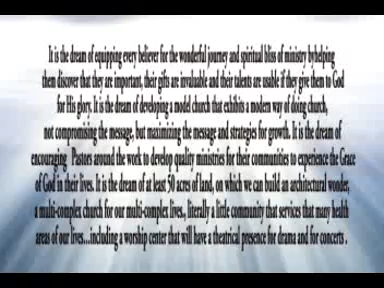 It is the dream of equipping every believer for the wonderful journey and spiritual bliss of ministry byhelping
them discover that they are important, their gifts are invaluable and their talents are usable if they give them to God
for His glory. It is the dream of developing a model church that exhibits a modern way of doing church,
not compromising the message, but maximizing the message and strategies for growth. It is the dream of
encouraging Pastors around the work to develop quality ministries for their communities to experience the Grace
of God in their lives. It is the dream of at least 50 acres of land, on which we can build an architectural wonder,
a multi-complex church for our multi-complex lives., literally a little community that services that many health
areas of our lives...including a worship center that will have a theatrical presence for drama and for concerts .